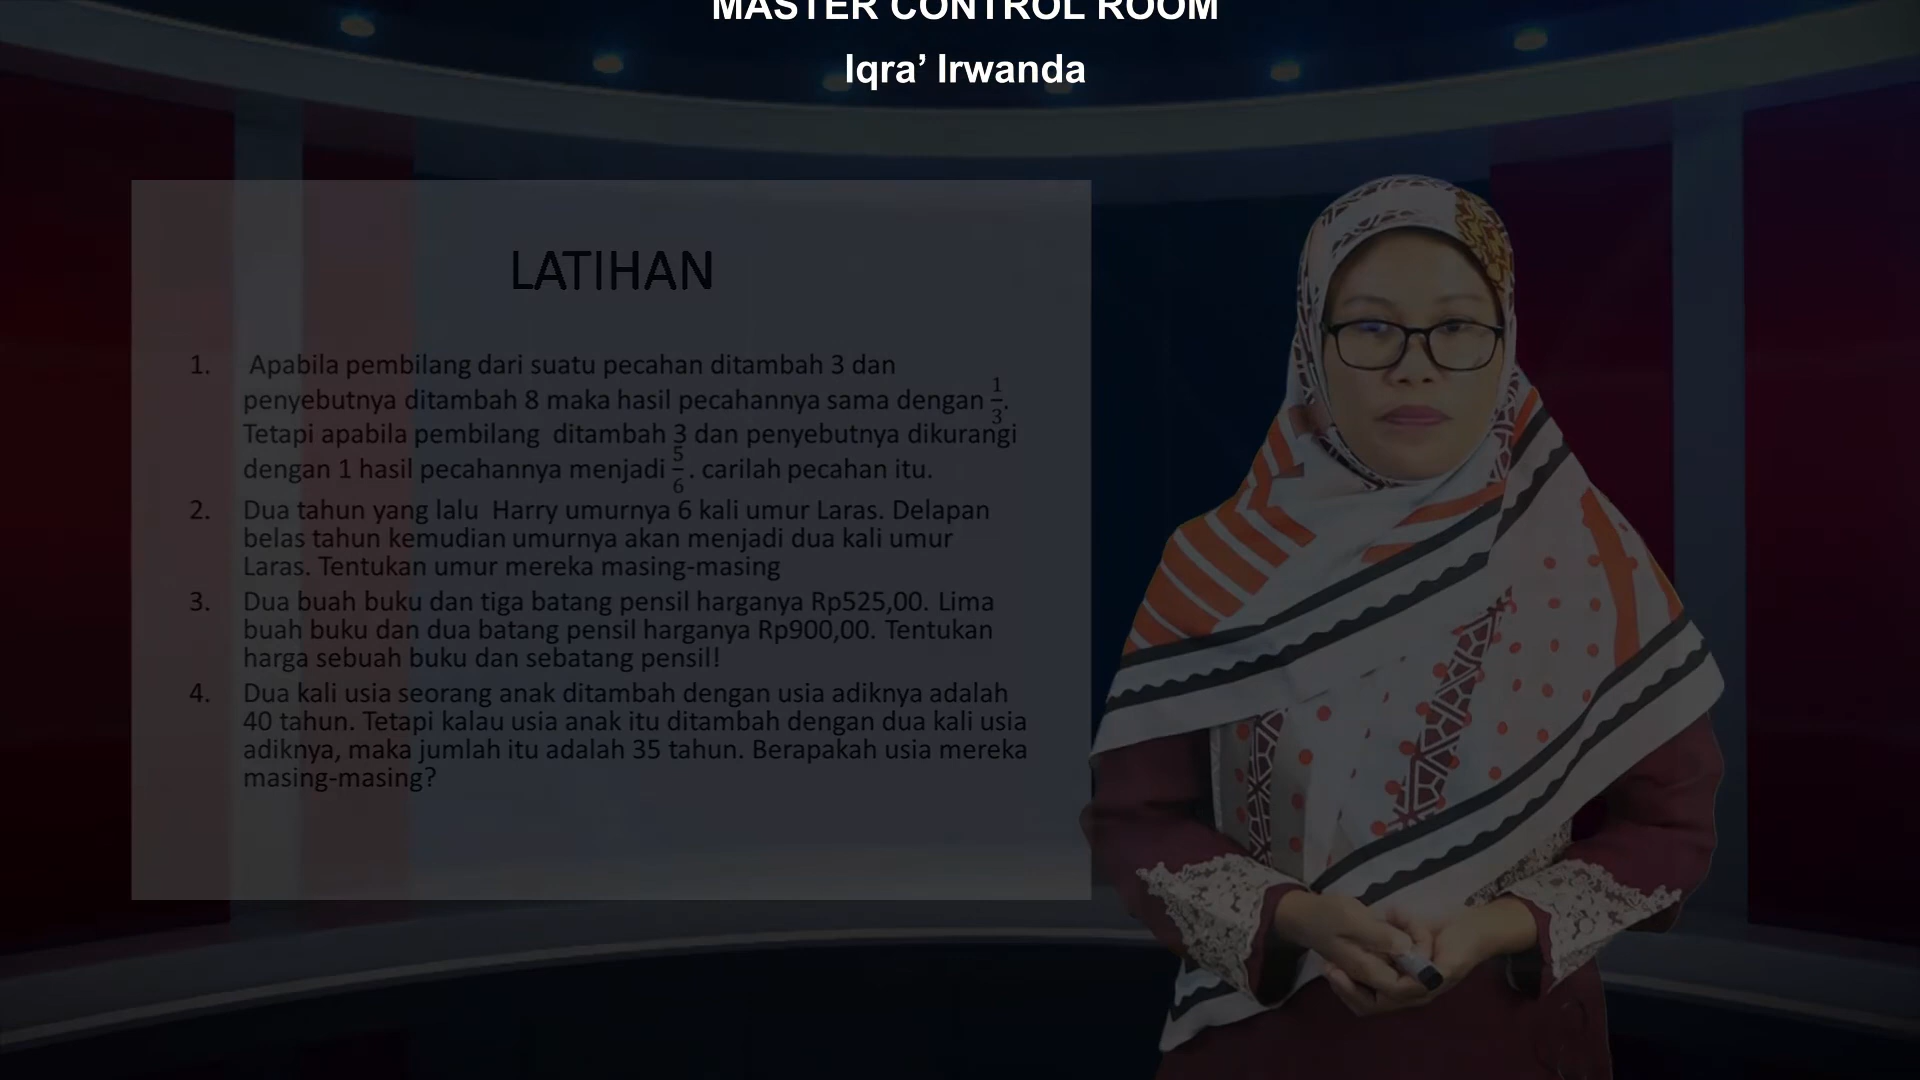 MASTER CONTROL ROOM
Iqra’ Irwanda
LATIHAN
1. Apabila pembilang dari suatu pecahan ditambah 3 dan
penyebutnya ditambah 8 maka hasil pecahannya sama dengan 1/3.
Tetapi apabila pembilang ditambah 3 dan penyebutnya dikurangi
dengan 1 hasil pecahannya menjadi 5/6. carilah pecahan itu.
2. Dua tahun yang lalu Harry umurnya 6 kali umur Laras. Delapan
belas tahun kemudian umurnya akan menjadi dua kali umur
Laras. Tentukan umur mereka masing-masing
3. Dua buah buku dan tiga batang pensil harganya Rp525,00. Lima
buah buku dan dua batang pensil harganya Rp900,00. Tentukan
harga sebuah buku dan sebatang pensil!
4. Dua kali usia seorang anak ditambah dengan usia adiknya adalah
40 tahun. Tetapi kalau usia anak itu ditambah dengan dua kali usia
adiknya, maka jumlah itu adalah 35 tahun. Berapakah usia mereka
masing-masing?